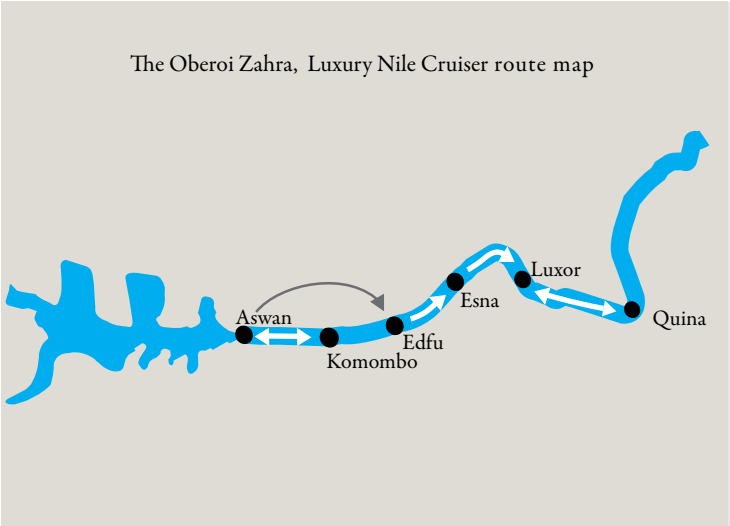 The Oberoi Zahra, Luxury Nile Cruiser route map
Luxor
Esna
Quina
Aswan
Edfu
Komombo